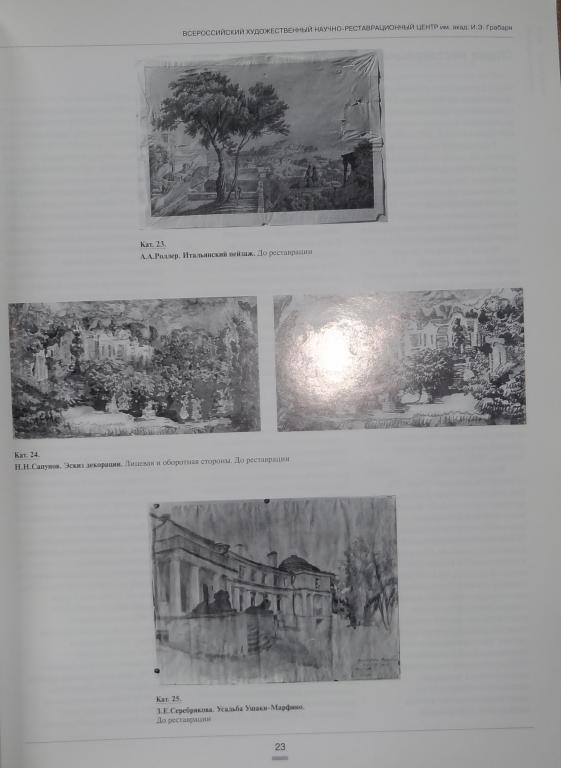 ВСЕРОССИЙСКИЙ ХУДОЖЕСТВЕННЫЙ НАУЧНО-РЕСТАВРАЦИОННЫЙ ЦЕНТР им. акад. И.Э. Грабаря
Кат. 23.
А.А.Роллер. Итальянский пейзаж. До реставрации
Кат. 24.
Н.Н.Сапунов. Эскиз декорации. Лицевая и оборотная стороны. До реставрации
Кат. 25.
З.Е.Серебрякова. Усадьба Ушаки-Марфино.
До реставрации
23